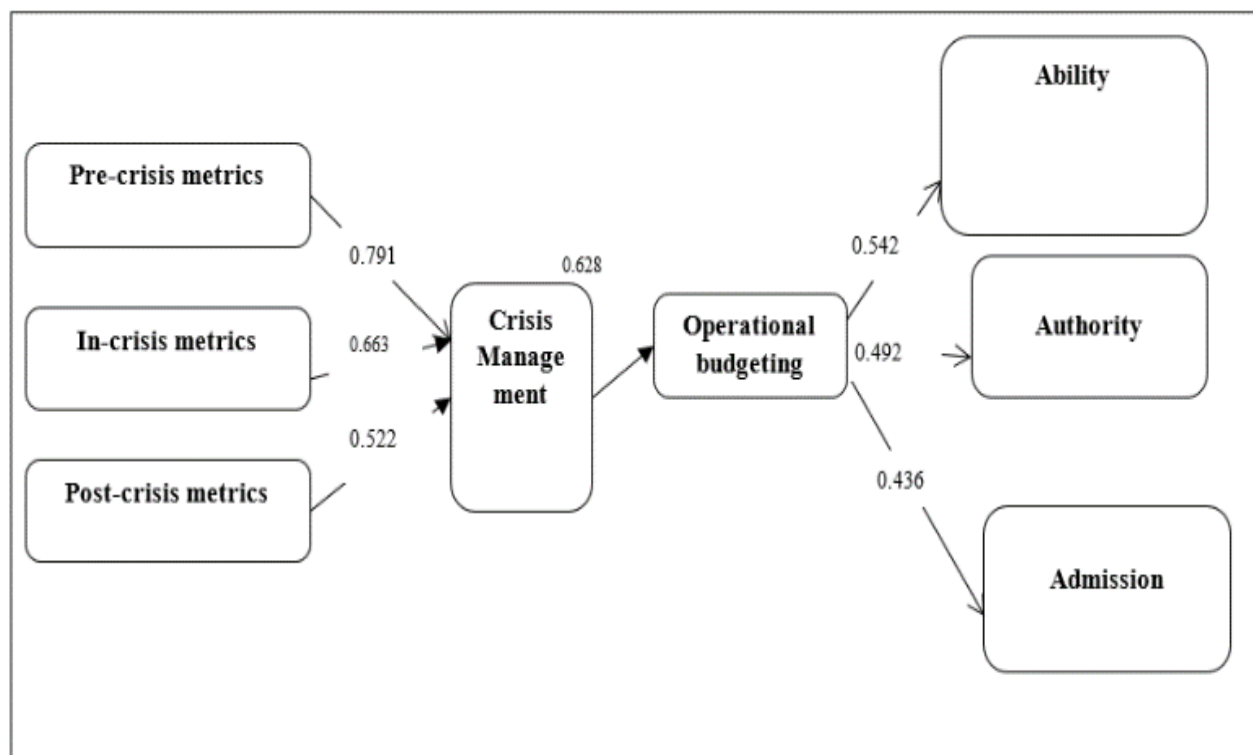 Pre-crisis metrics
0.791
In-crisis metrics
0.663
Post-crisis metrics
0.522
0.628
Crisis
Manage
ment
Operational
budgeting
0.542
0.492
0.436
Ability
Authority
Admission